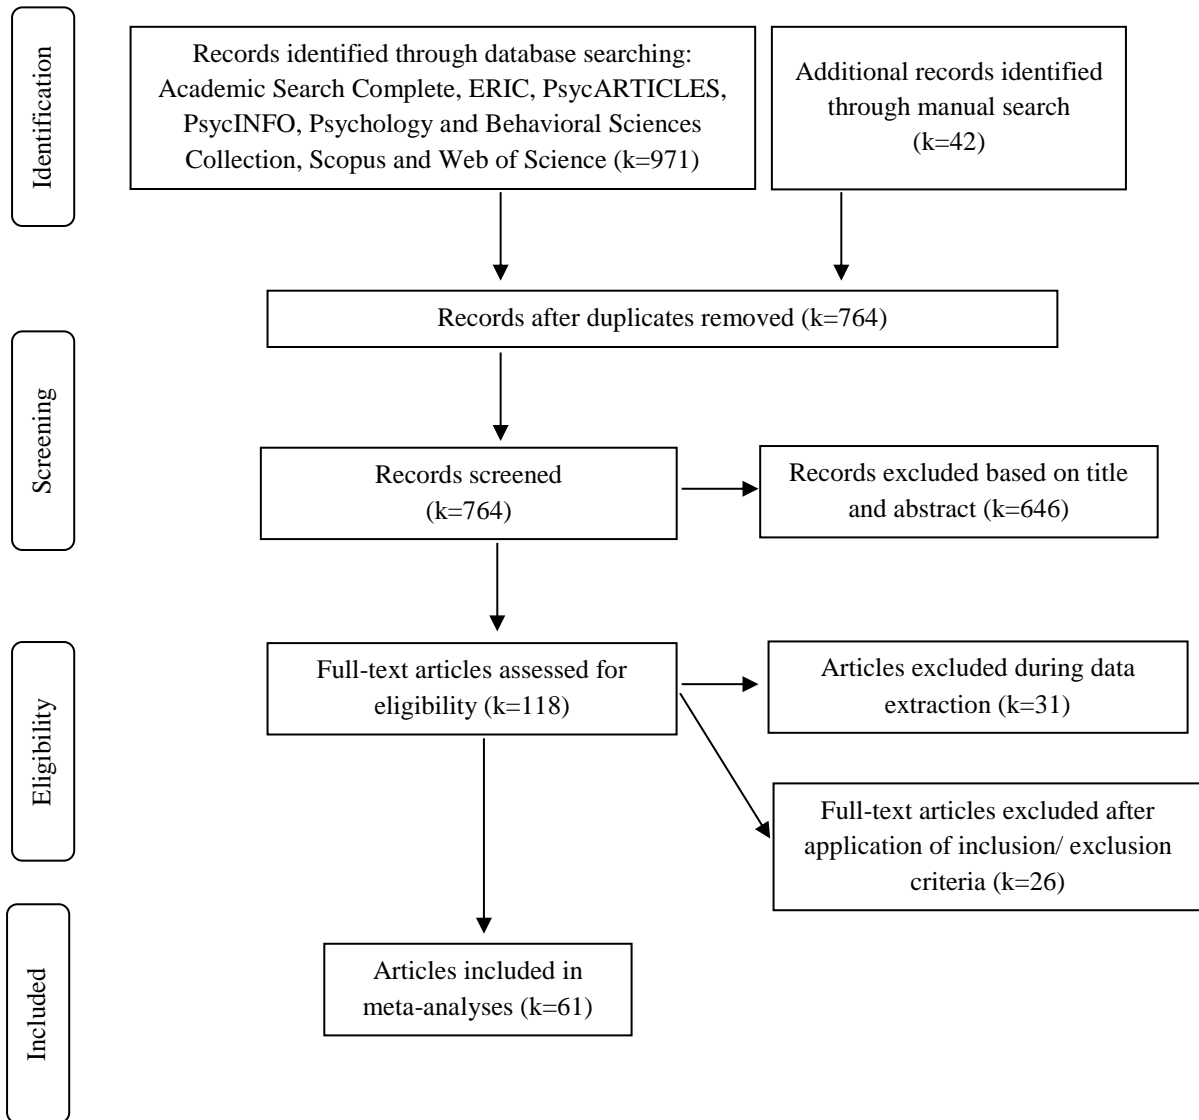 Identification
Records identified through database searching:
Academic Search Complete, ERIC, PsycARTICLES,
PsycINFO, Psychology and Behavioral Sciences
Collection, Scopus and Web of Science (k=971)
Additional records identified
through manual search
(k=42)
Records after duplicates removed (k=764)
Screening
Records screened
(k=764)
Records excluded based on title
and abstract (k=646)
Eligibility
Full-text articles assessed for
eligibility (k=118)
Articles excluded during data
extraction (k=31)
Full-text articles excluded after
application of inclusion/ exclusion
criteria (k=26)
Included
Articles included in
meta-analyses (k=61)